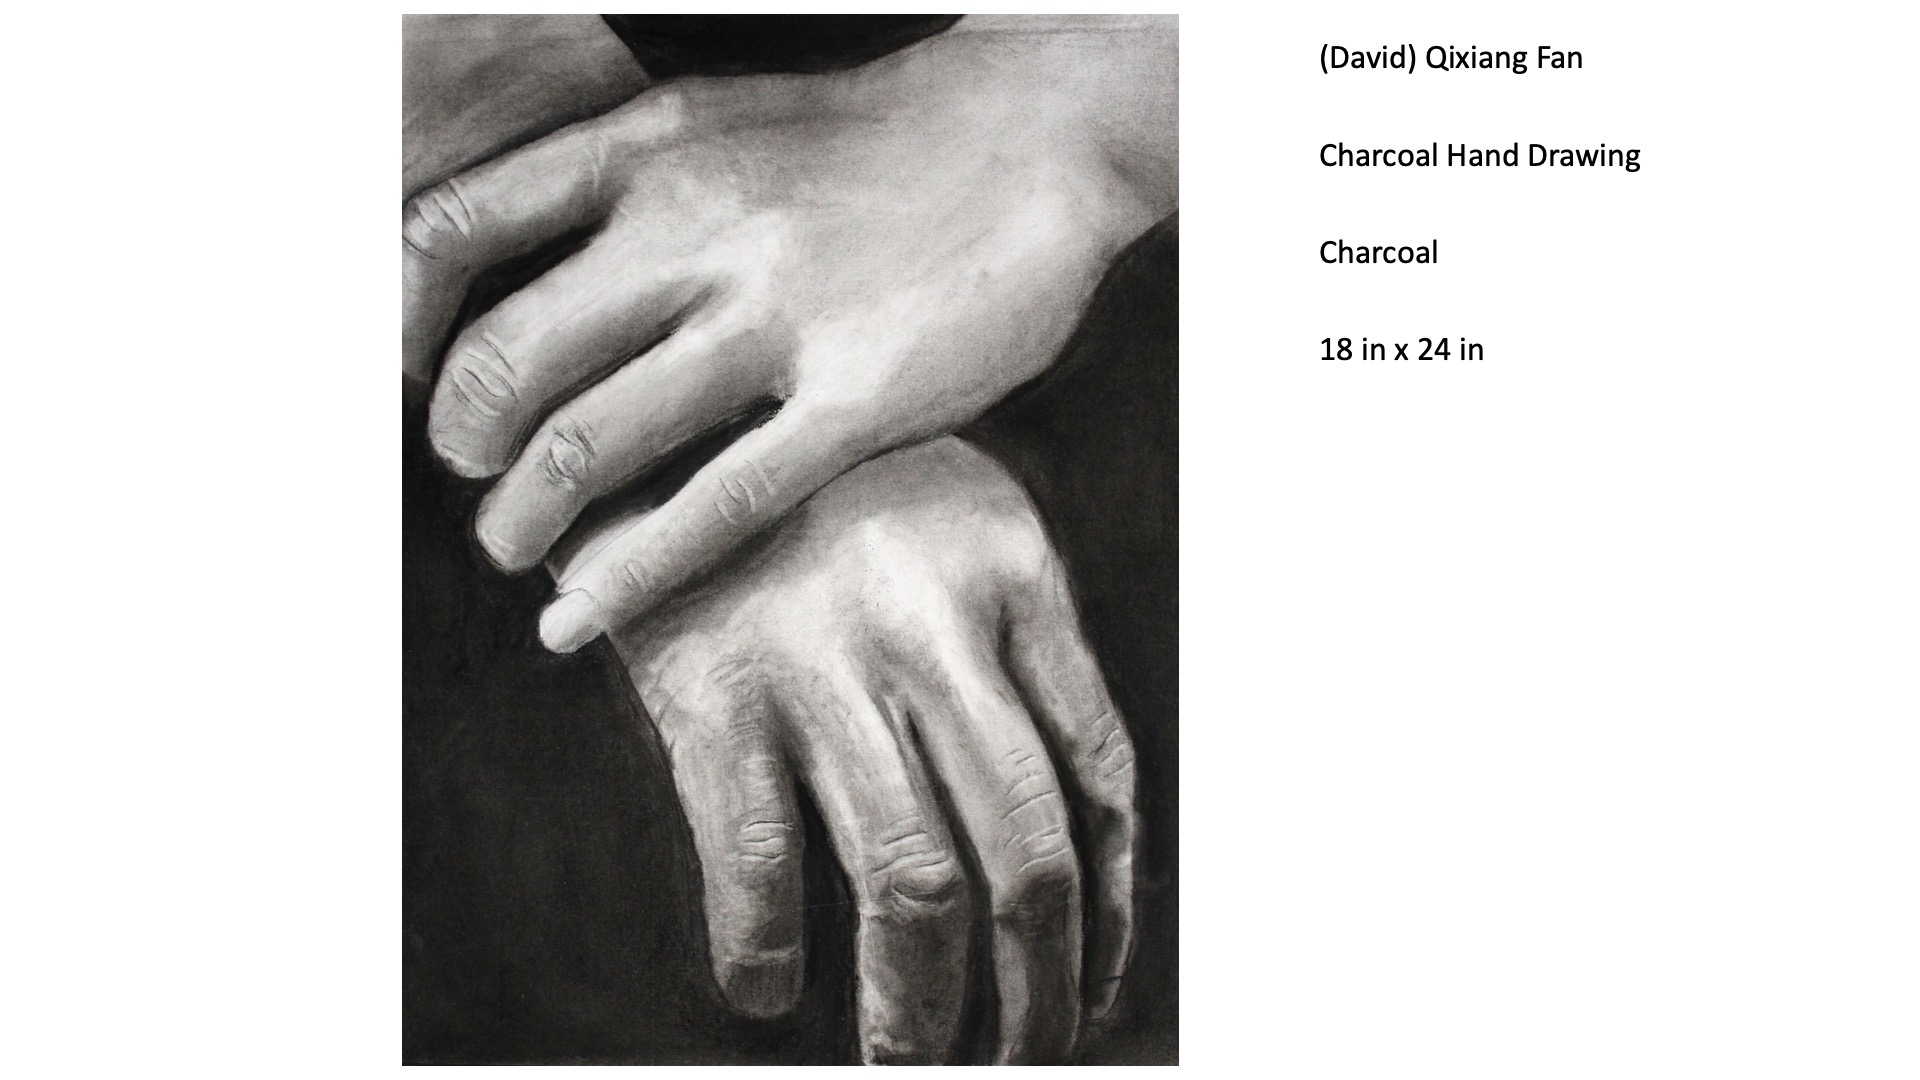 (David) Qixiang Fan
Charcoal Hand Drawing
Charcoal
18 in x 24 in